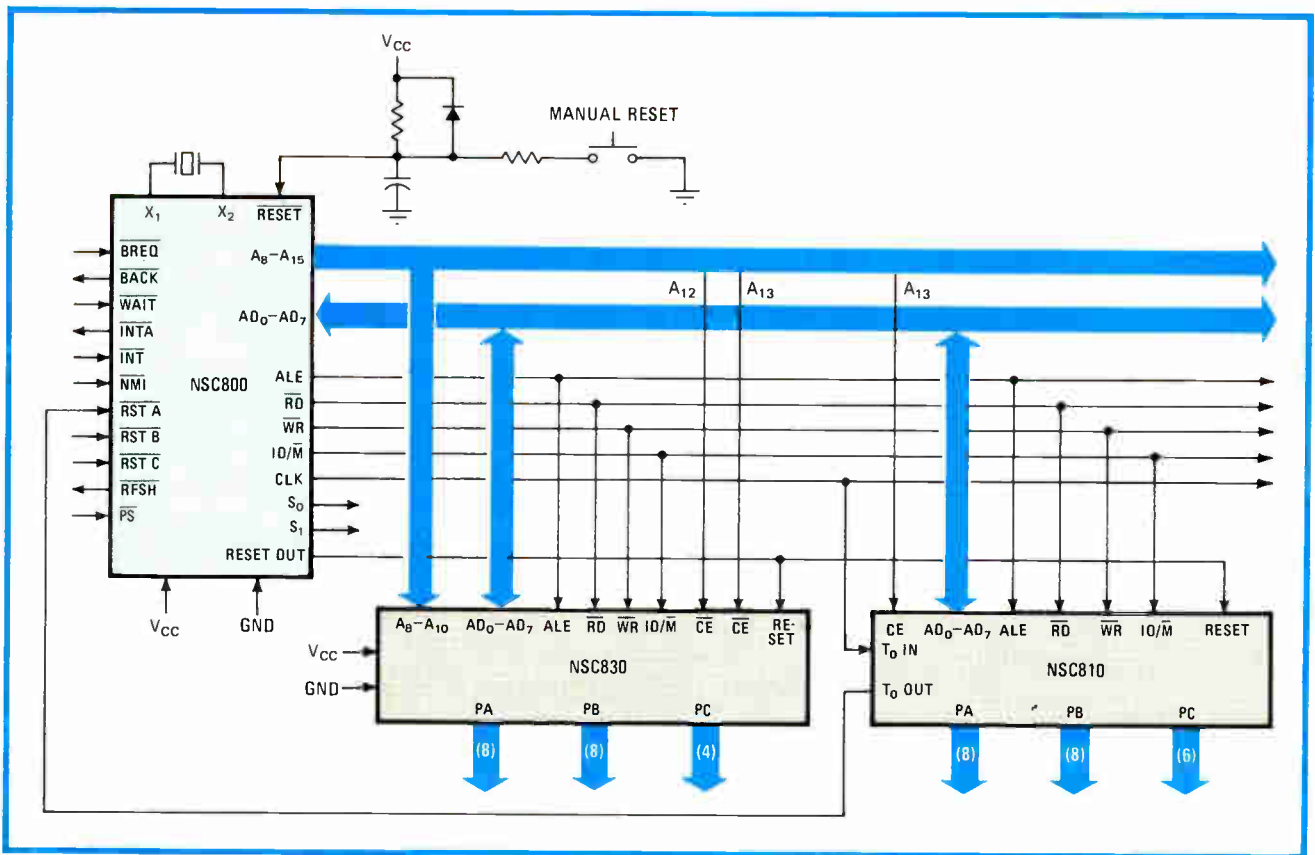 VCC
MANUAL RESET
X1 X2 RESET
BREQ
BACK
WAIT
INTA
INT
NMI
RST A
RST B
RST C
RFSH
PS
NSC800
A8–A15
AD0–AD7
ALE
RD
WR
IO/M
CLK
S0
S1
RESET OUT
VCC GND
A12 A13 A13
A8–A10 AD0–AD7 ALE RD WR IO/M CE CE RE-
SET
VCC
GND
NSC830
PA PB PC
(8) (8) (4)
CE AD0–AD7 ALE RD WR IO/M RESET
T0 IN
T0 OUT
NSC810
PA PB PC
(8) (8) (6)